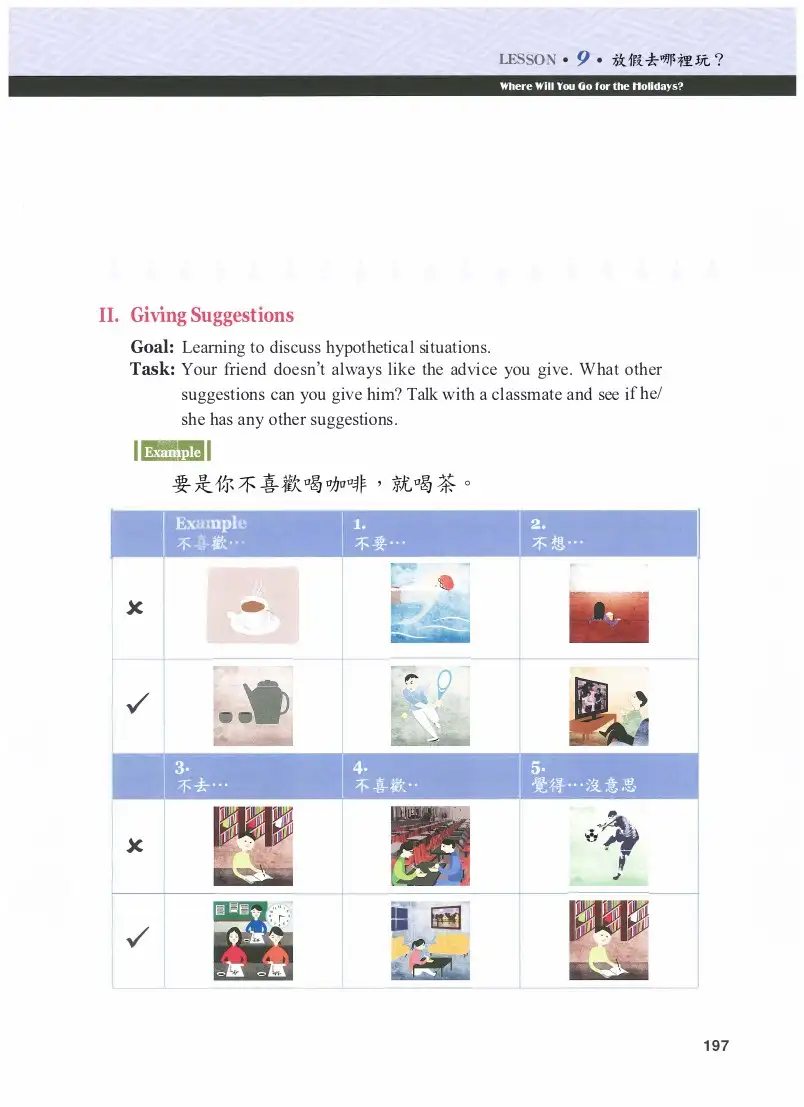 LESSON • 9 • 放假去哪裡玩？
Where Will You Go for the Holidays?
II. Giving Suggestions
Goal: Learning to discuss hypothetical situations.
Task: Your friend doesn't always like the advice you give. What other
suggestions can you give him? Talk with a classmate and see if he/
she has any other suggestions.
Example
要是你不喜歡喝咖啡，就喝茶。
Example 1. 2.
不喜歡⋯ 不要⋯ 不想⋯
✘
✓
3. 4. 5.
不去⋯ 不喜歡‥ 覺得⋯沒意思
✘
✓
197